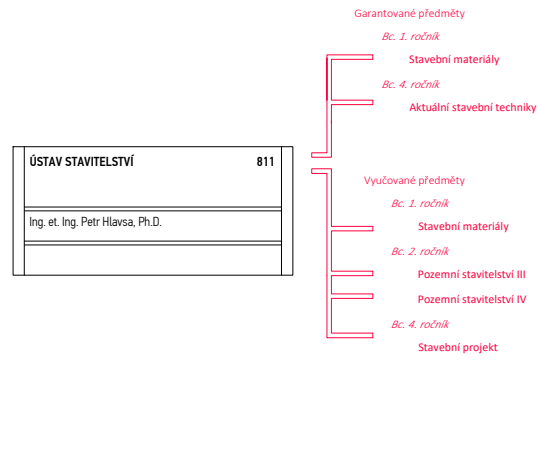 Garantované předměty
Bc. 1. ročník
Stavební materiály
Bc. 4. ročník
Aktuální stavební techniky
ÚSTAV STAVITELSTVÍ 811
Ing. et. Ing. Petr Hlavsa, Ph.D.
Vyučované předměty
Bc. 1. ročník
Stavební materiály
Bc. 2. ročník
Pozemní stavitelství III
Pozemní stavitelství IV
Bc. 4. ročník
Stavební projekt